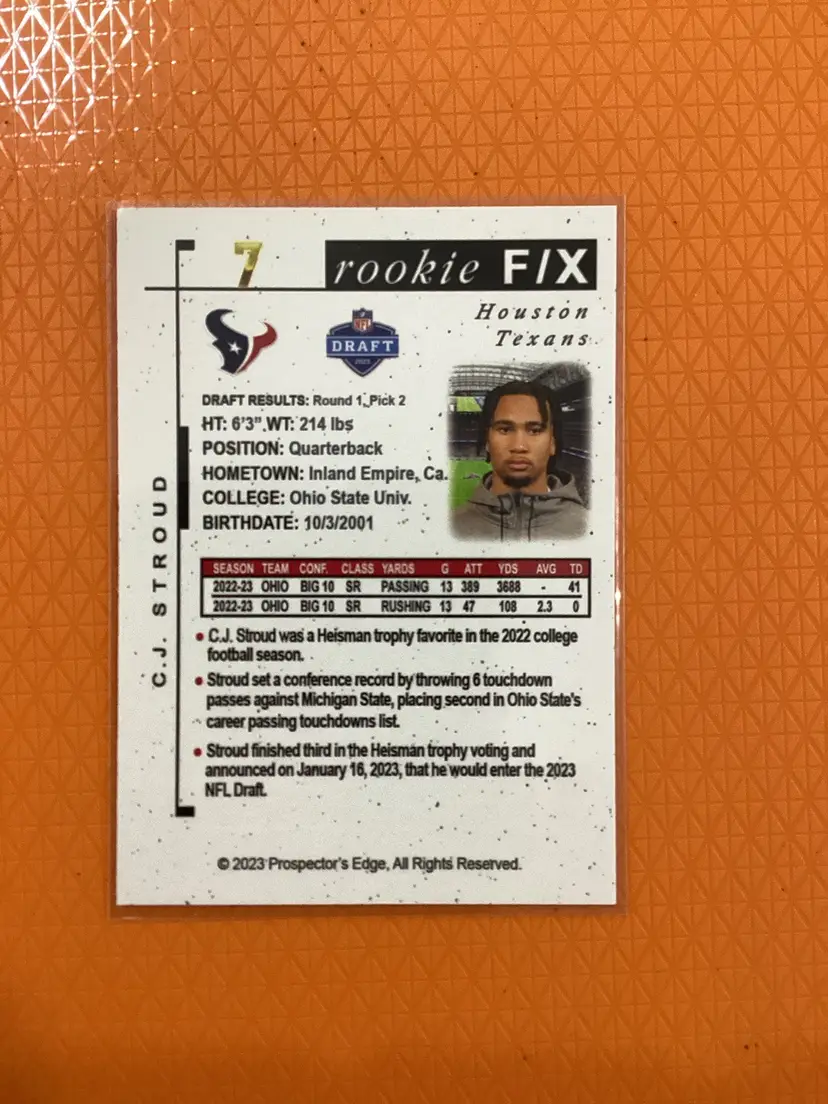 7 rookie F/X
Houston
Texans
NFL
DRAFT
2023
DRAFT RESULTS: Round 1, Pick 2
HT: 6'3" WT: 214 lbs
POSITION: Quarterback
HOMETOWN: Inland Empire, Ca.
COLLEGE: Ohio State Univ.
BIRTHDATE: 10/3/2001
C.J. STROUD
SEASON TEAM CONF. CLASS YARDS G ATT YDS AVG TD
2022-23 OHIO BIG 10 SR PASSING 13 389 3688 - 41
2022-23 OHIO BIG 10 SR RUSHING 13 47 108 2.3 0
• C.J. Stroud was a Heisman trophy favorite in the 2022 college
football season.
• Stroud set a conference record by throwing 6 touchdown
passes against Michigan State, placing second in Ohio State's
career passing touchdowns list.
• Stroud finished third in the Heisman trophy voting and
announced on January 16, 2023, that he would enter the 2023
NFL Draft.
© 2023 Prospector's Edge, All Rights Reserved.